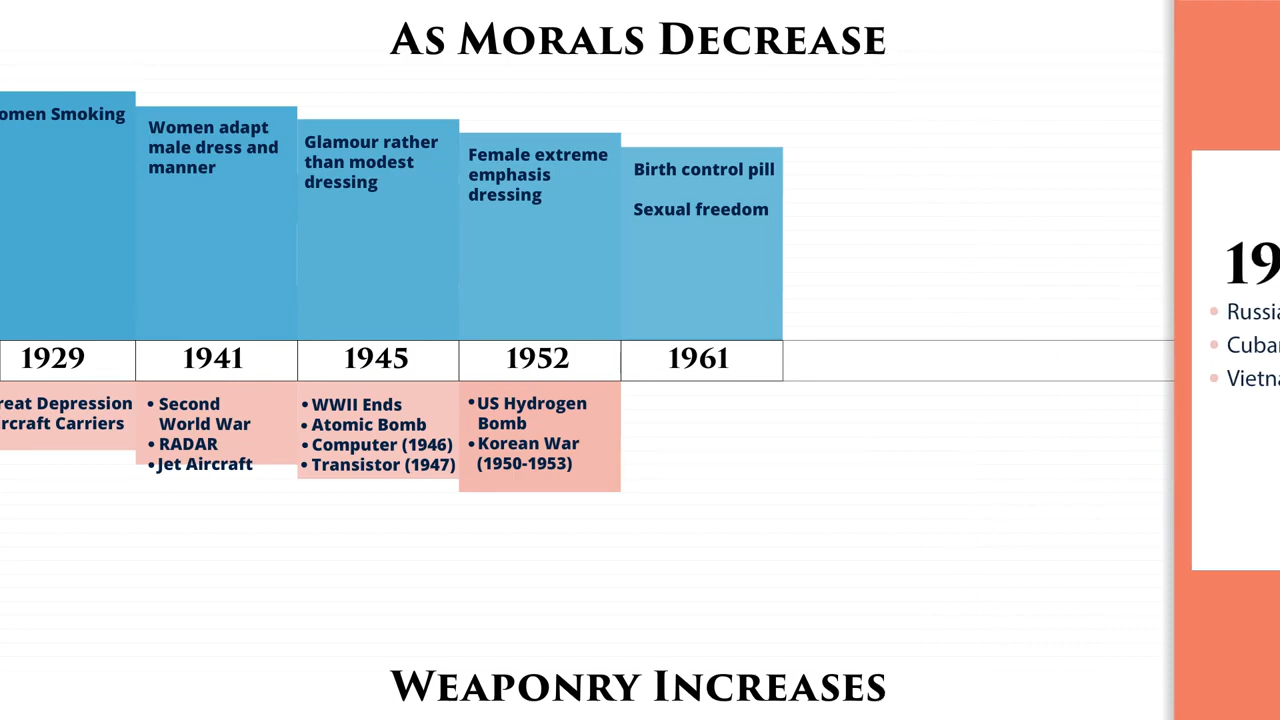 AS MORALS DECREASE
omen Smoking
Women adapt
male dress and
manner
Glamour rather
than modest
dressing
Female extreme
emphasis
dressing
Birth control pill
Sexual freedom
1929
1941
1945
1952
1961
reat Depression
ircraft Carriers
• Second
World War
• RADAR
• Jet Aircraft
• WWII Ends
• Atomic Bomb
• Computer (1946)
• Transistor (1947)
• US Hydrogen
Bomb
• Korean War
(1950-1953)
19
• Russia
• Cuban
• Vietna
WEAPONRY INCREASES